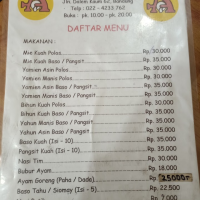 Jln. Dalam Kaum 62, Bandung
Telp : 022 - 4233.762
Buka : pk. 10.00 - pk. 20.00
DAFTAR MENU
MAKANAN :
Mie Kuah Polos Rp. 30.000
Mie Kuah Baso / Pangsit Rp. 35.000
Yamien Asin Polos Rp. 30.000
Yamien Manis Polos Rp. 30.000
Yamien Asin Baso / Pangsit Rp. 35.000
Yamien Manis Baso / Pangsit Rp. 35.000
Bihun Kuah Polos Rp. 30.000
Bihun Kuah Baso / Pangsit Rp. 35.000
Yahun Manis Baso / Pangsit Rp. 35.000
Yahun Asin Baso / Pangsit Rp. 35.000
Baso Kuah (Isi - 10) Rp. 30.000
Pangsit Kuah (Isi - 10) Rp. 30.000
Nasi Tim Rp. 30.000
Bubur Ayam Rp. 18.000
Ayam Goreng (Paha / Dada) Rp. 25000
Baso Tahu / Siomay (Isi - 5) Rp. 22.500
Rp. 7.000